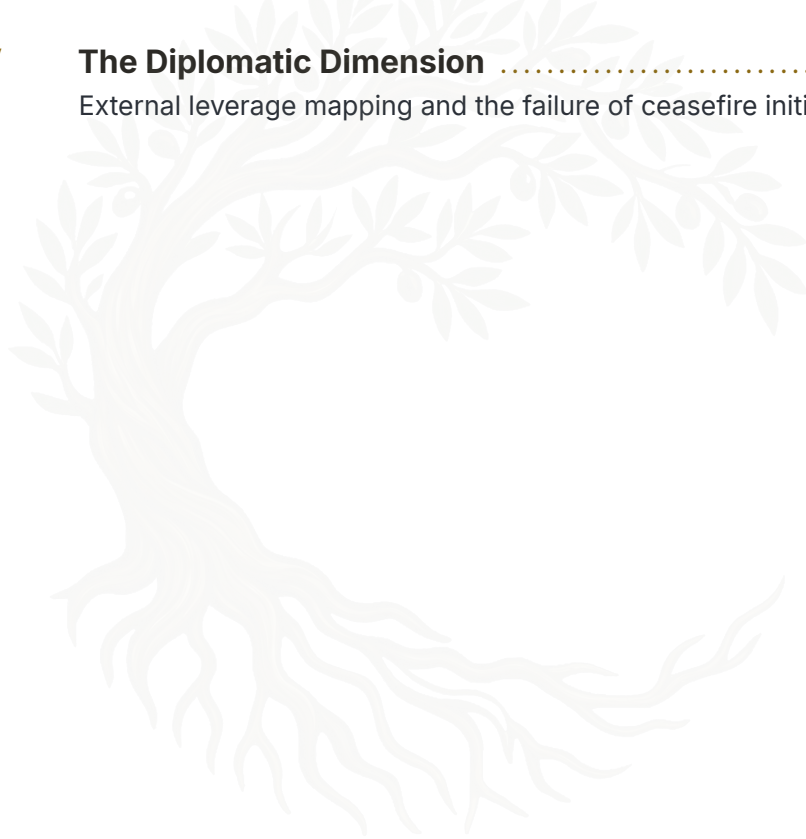 The Diplomatic Dimension ..........................
External leverage mapping and the failure of ceasefire